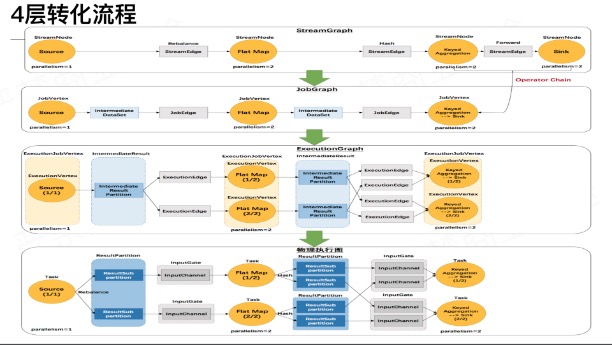 4层转化流程
StreamGraph
StreamNode
StreamNode
StreamNode
StreamNode
Rebalance
Hash
Forward
Source
StreamEdge
Flat Map
StreamEdge
Keyed
Aggregation
StreamEdge
Sink
parallelism=1
parallelism=2
parallelism=2
parallelism=2
Operator Chain
JobGraph
JobVertex
JobVertex
JobVertex
Source
Intermediate
DataSet
JobEdge
Flat Map
Intermediate
DataSet
JobEdge
Keyed
Aggregation
--> Sink
parallelism=1
parallelism=2
parallelism=2
ExecutionGraph
ExecutionJobVertex
IntermediateResult
ExecutionJobVertex
IntermediateResult
ExecutionJobVertex
ExecutionVertex
ExecutionVertex
ExecutionVertex
Source
(1/1)
Intermediate
Result
Partition
ExecutionEdge
ExecutionEdge
Flat Map
(1/2)
ExecutionVertex
Flat Map
(2/2)
Intermediate
Result
Partition
Intermediate
Result
Partition
ExecutionEdge
ExecutionEdge
ExecutionEdge
ExecutionEdge
Keyed
Aggregation
--> Sink
(1/2)
ExecutionVertex
Keyed
Aggregation
--> Sink
(2/2)
parallelism=1
parallelism=2
parallelism=2
物理执行图
Task
Source
(1/1)
Rebalance
ResultPartition
ResultSub
partition
ResultSub
partition
InputGate
InputChannel
InputGate
InputChannel
Task
Flat Map
(1/2)
Task
Flat Map
(2/2)
Hash
Hash
ResultPartition
ResultSub
partition
ResultSub
partition
ResultPartition
ResultSub
partition
ResultSub
partition
InputGate
InputChannel
InputChannel
InputGate
InputChannel
InputChannel
Task
Keyed
Aggregation
--> Sink
(1/2)
Task
Keyed
Aggregation
--> Sink
(2/2)
parallelism=1
parallelism=2
parallelism=2